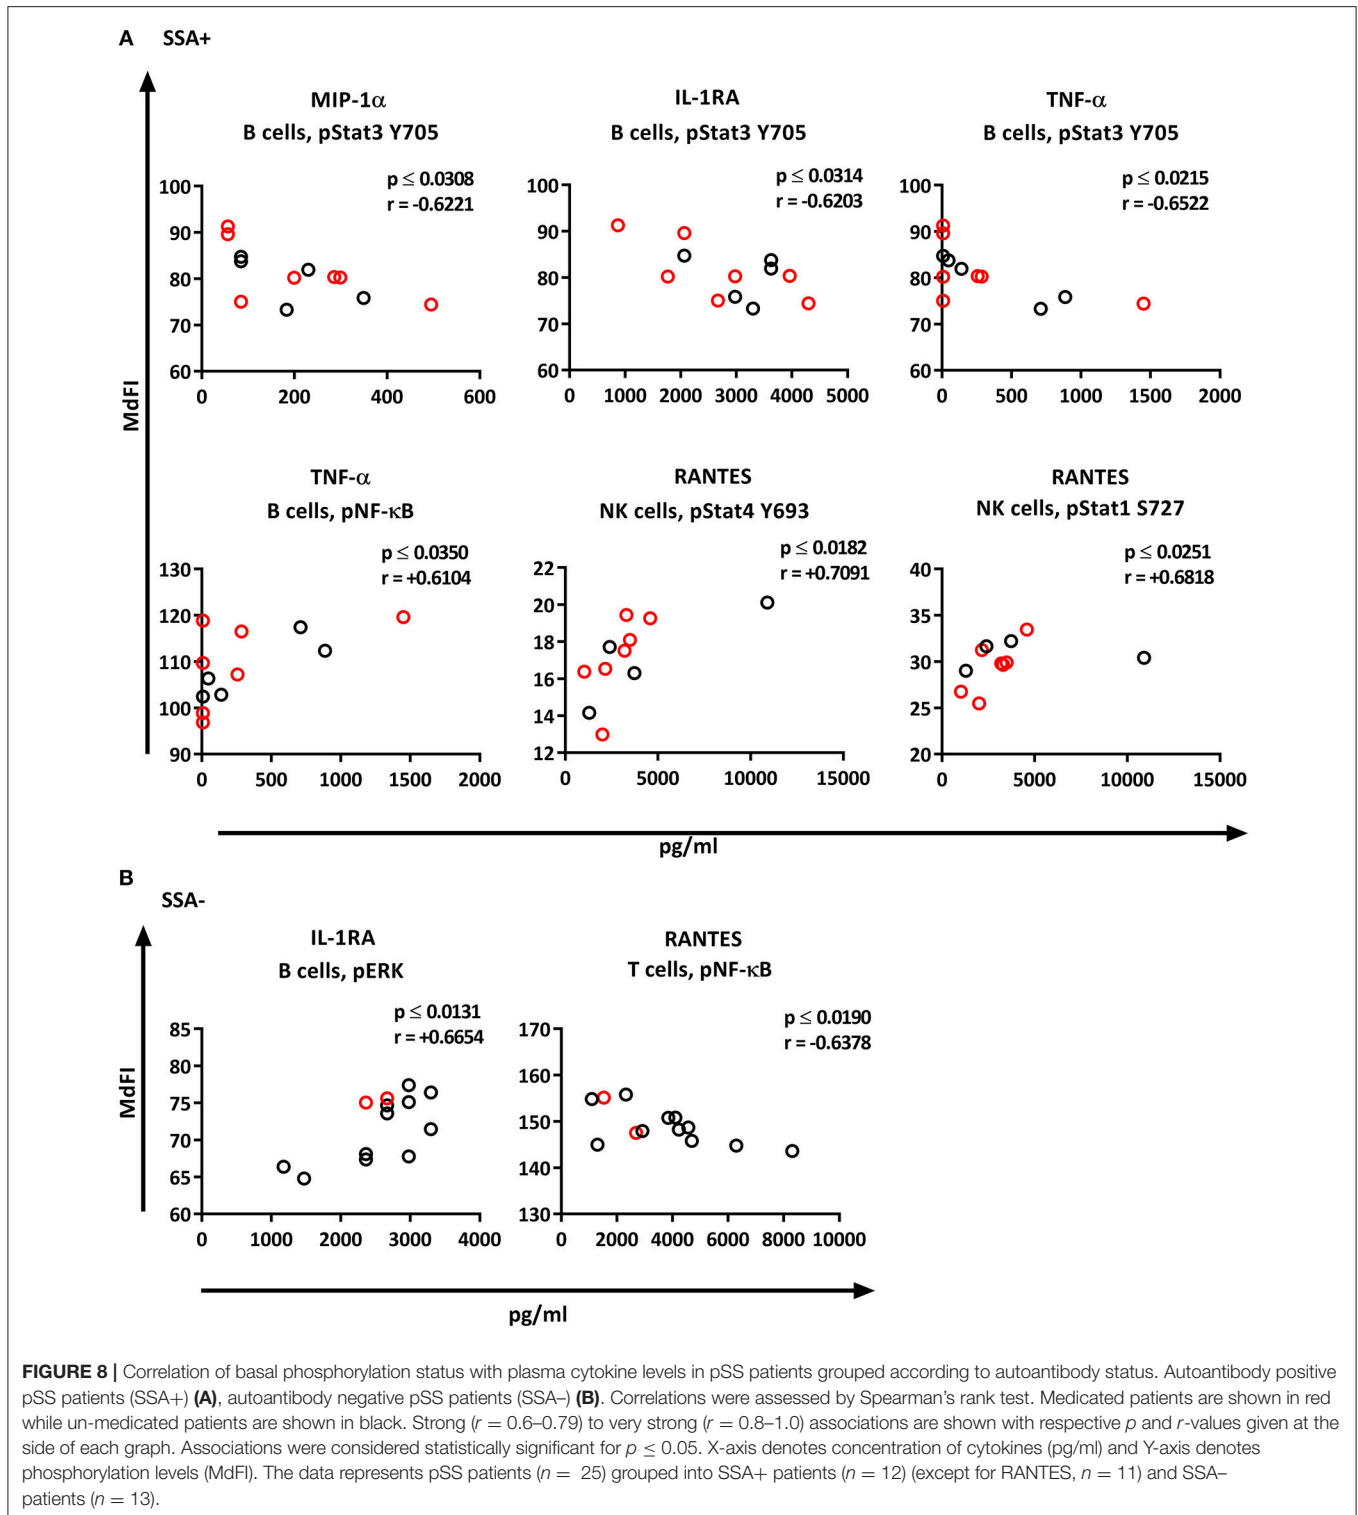 A SSA+
MIP-1α
B cells, pStat3 Y705
p ≤ 0.0308
r = -0.6221
100
90
80
70
60
0 200 400 600
IL-1RA
B cells, pStat3 Y705
p ≤ 0.0314
r = -0.6203
100
90
80
70
60
0 1000 2000 3000 4000 5000
TNF-α
B cells, pStat3 Y705
p ≤ 0.0215
r = -0.6522
100
90
80
70
60
0 500 1000 1500 2000
MdFI
TNF-α
B cells, pNF-κB
p ≤ 0.0350
r = +0.6104
130
120
110
100
90
0 500 1000 1500 2000
RANTES
NK cells, pStat4 Y693
p ≤ 0.0182
r = +0.7091
22
20
18
16
14
12
0 5000 10000 15000
RANTES
NK cells, pStat1 S727
p ≤ 0.0251
r = +0.6818
40
35
30
25
20
0 5000 10000 15000
pg/ml
B
SSA-
IL-1RA
B cells, pERK
p ≤ 0.0131
r = +0.6654
85
80
75
70
65
60
0 1000 2000 3000 4000
RANTES
T cells, pNF-κB
p ≤ 0.0190
r = -0.6378
170
160
150
140
130
0 2000 4000 6000 8000 10000
MdFI
pg/ml
FIGURE 8 | Correlation of basal phosphorylation status with plasma cytokine levels in pSS patients grouped according to autoantibody status. Autoantibody positive
pSS patients (SSA+) (A), autoantibody negative pSS patients (SSA–) (B). Correlations were assessed by Spearman's rank test. Medicated patients are shown in red
while un-medicated patients are shown in black. Strong (r = 0.6–0.79) to very strong (r = 0.8–1.0) associations are shown with respective p and r-values given at the
side of each graph. Associations were considered statistically significant for p ≤ 0.05. X-axis denotes concentration of cytokines (pg/ml) and Y-axis denotes
phosphorylation levels (MdFI). The data represents pSS patients (n = 25) grouped into SSA+ patients (n = 12) (except for RANTES, n = 11) and SSA–
patients (n = 13).